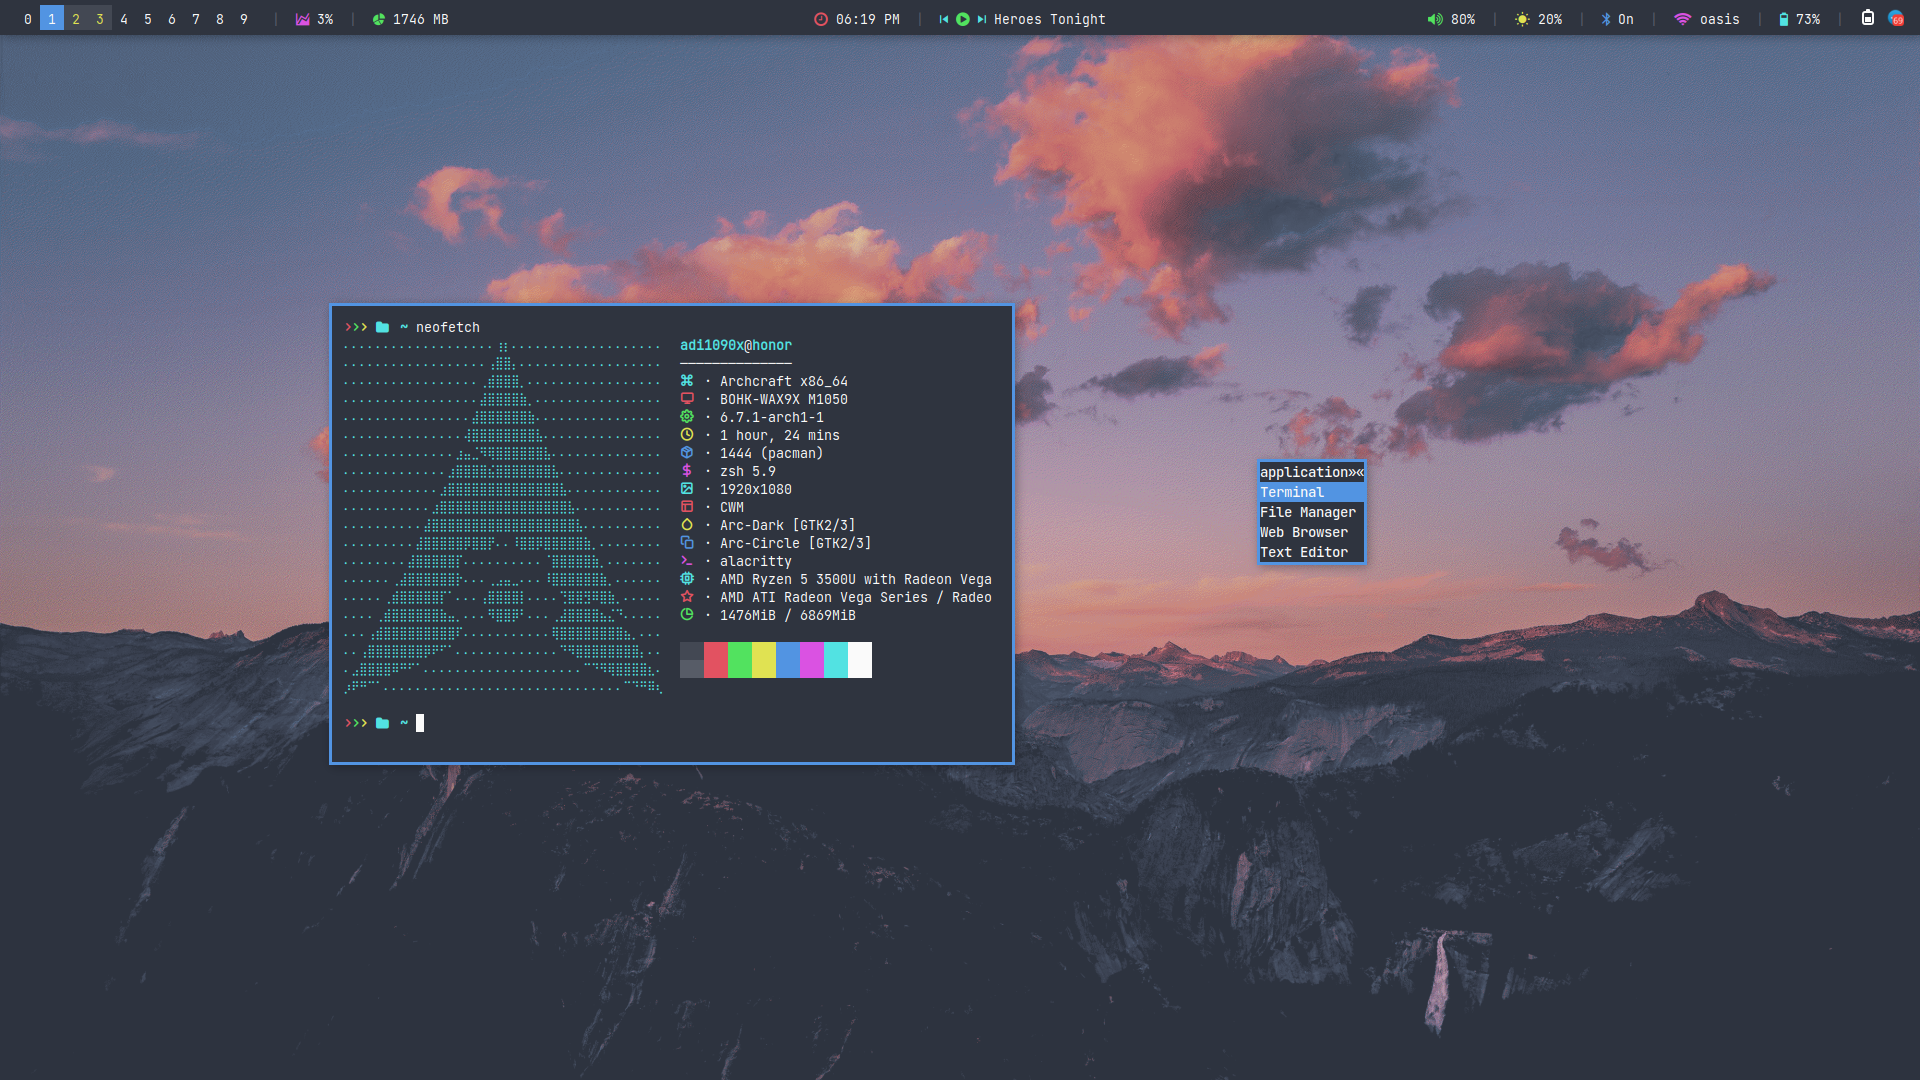 0 1 2 3 4 5 6 7 8 9 | 3% | 1746 MB
06:19 PM | Heroes Tonight
80% | 20% | On | oasis | 73% |
69
~ neofetch
adi1090x@honor
· Archcraft x86_64
· BOHK-WAX9X M1050
· 6.7.1-arch1-1
· 1 hour, 24 mins
· 1444 (pacman)
· zsh 5.9
· 1920x1080
· CWM
· Arc-Dark [GTK2/3]
· Arc-Circle [GTK2/3]
· alacritty
· AMD Ryzen 5 3500U with Radeon Vega
· AMD ATI Radeon Vega Series / Radeo
· 1476MiB / 6869MiB
~
application»«
Terminal
File Manager
Web Browser
Text Editor